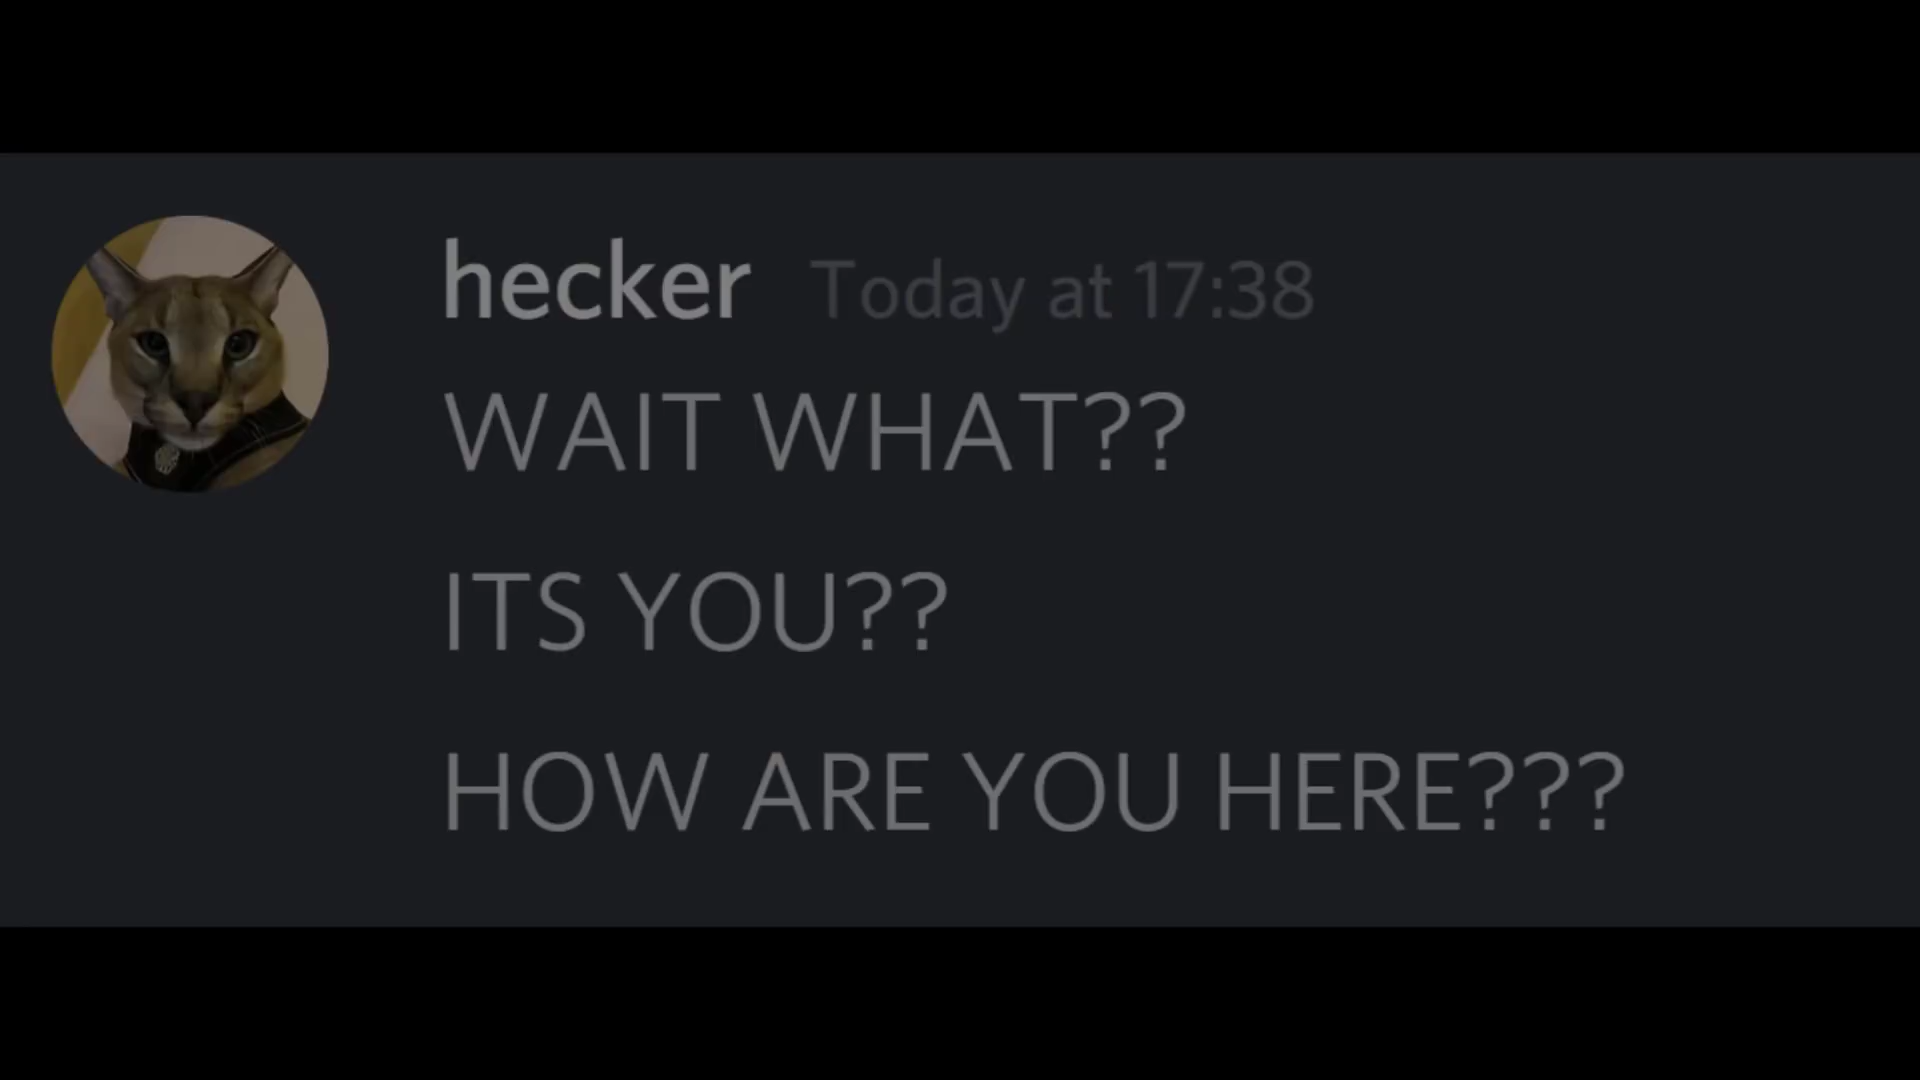 hecker Today at 17:38
WAIT WHAT??
ITS YOU??
HOW ARE YOU HERE???